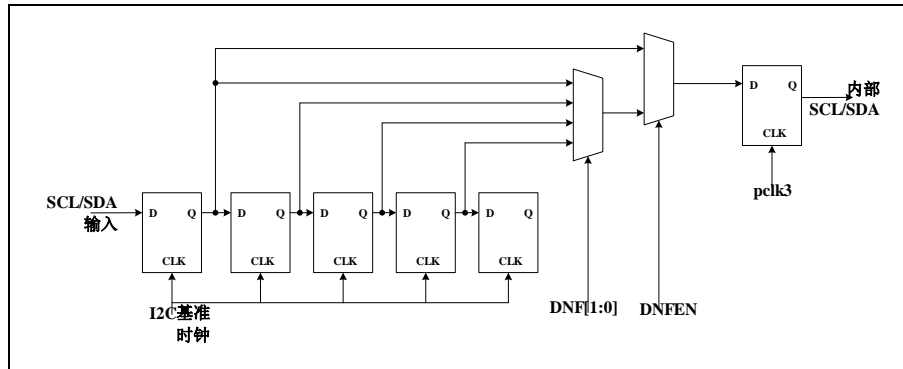 D Q
CLK
内部
SCL/SDA
pclk3
SCL/SDA
输入
D Q
CLK
D Q
CLK
D Q
CLK
D Q
CLK
D Q
CLK
I2C基准
时钟
DNF[1:0]
DNFEN